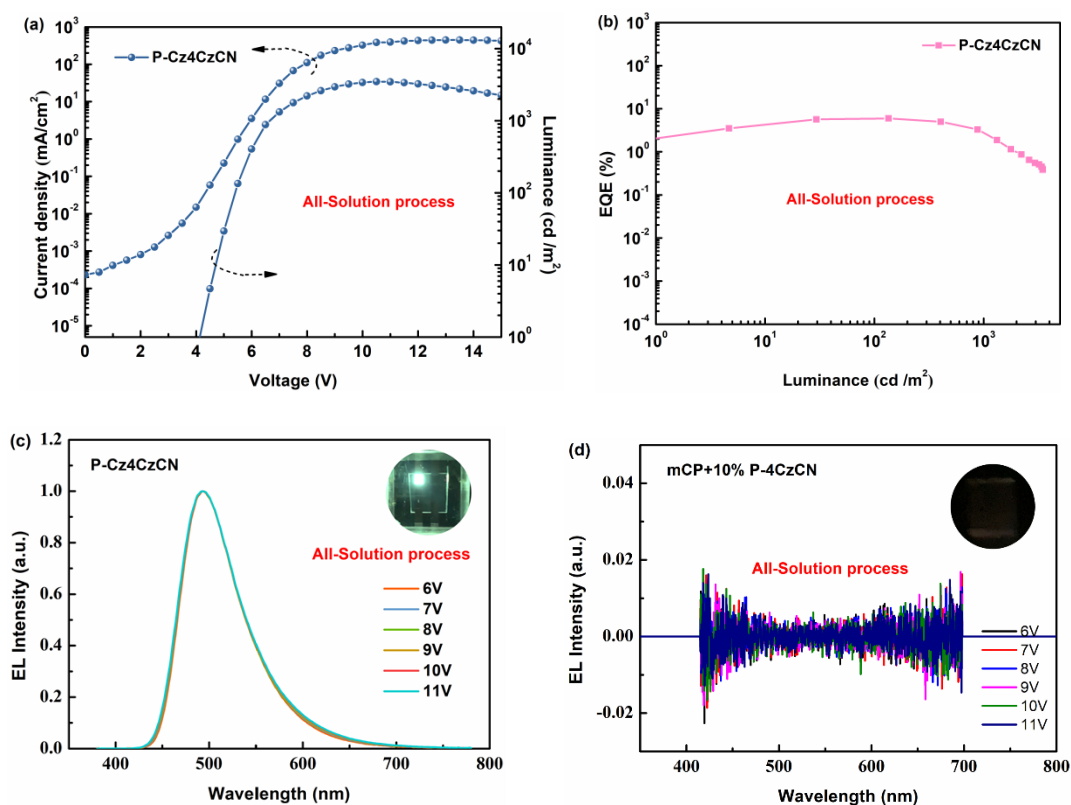 (a)
P-Cz4CzCN
All-Solution process
Current density (mA/cm²)
10³
10²
10¹
10⁰
10⁻¹
10⁻²
10⁻³
10⁻⁴
10⁻⁵
0 2 4 6 8 10 12 14
Voltage (V)
10⁴
10³
10²
10¹
10⁰
Luminance (cd /m²)
(b)
P-Cz4CzCN
All-Solution process
EQE (%)
10³
10²
10¹
10⁰
10⁻¹
10⁻²
10⁻³
10⁻⁴
10⁰ 10¹ 10² 10³
Luminance (cd /m²)
(c)
P-Cz4CzCN
All-Solution process
6V
7V
8V
9V
10V
11V
EL Intensity (a.u.)
1.2
1.0
0.8
0.6
0.4
0.2
0.0
400 500 600 700 800
Wavelength (nm)
(d)
mCP+10% P-4CzCN
All-Solution process
6V
7V
8V
9V
10V
11V
EL Intensity (a.u.)
0.04
0.02
0.00
-0.02
400 500 600 700 800
Wavelength (nm)